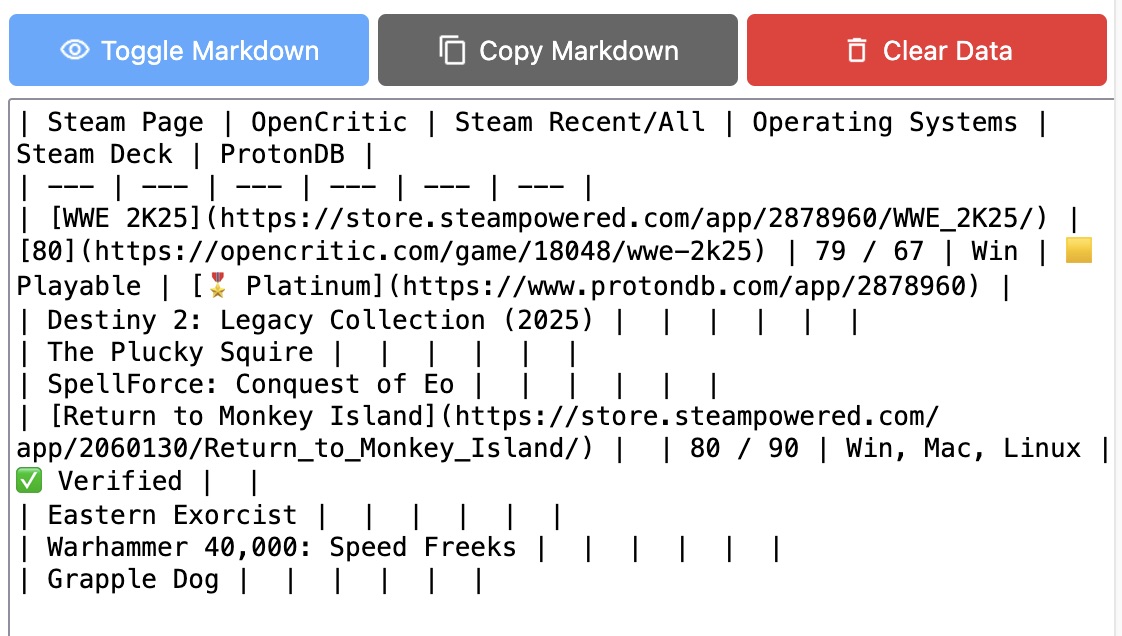 Toggle Markdown Copy Markdown Clear Data
| Steam Page | OpenCritic | Steam Recent/All | Operating Systems |
Steam Deck | ProtonDB |
| --- | --- | --- | --- | --- | --- |
| [WWE 2K25](https://store.steampowered.com/app/2878960/WWE_2K25/) |
[80](https://opencritic.com/game/18048/wwe-2k25) | 79 / 67 | Win | 🟨
Playable | [🎖️ Platinum](https://www.protondb.com/app/2878960) |
| Destiny 2: Legacy Collection (2025) |  |  |  |  |  |
| The Plucky Squire |  |  |  |  |  |
| SpellForce: Conquest of Eo |  |  |  |  |  |
| [Return to Monkey Island](https://store.steampowered.com/
app/2060130/Return_to_Monkey_Island/) |  | 80 / 90 | Win, Mac, Linux |
✅ Verified |  |
| Eastern Exorcist |  |  |  |  |  |
| Warhammer 40,000: Speed Freeks |  |  |  |  |  |
| Grapple Dog |  |  |  |  |  |